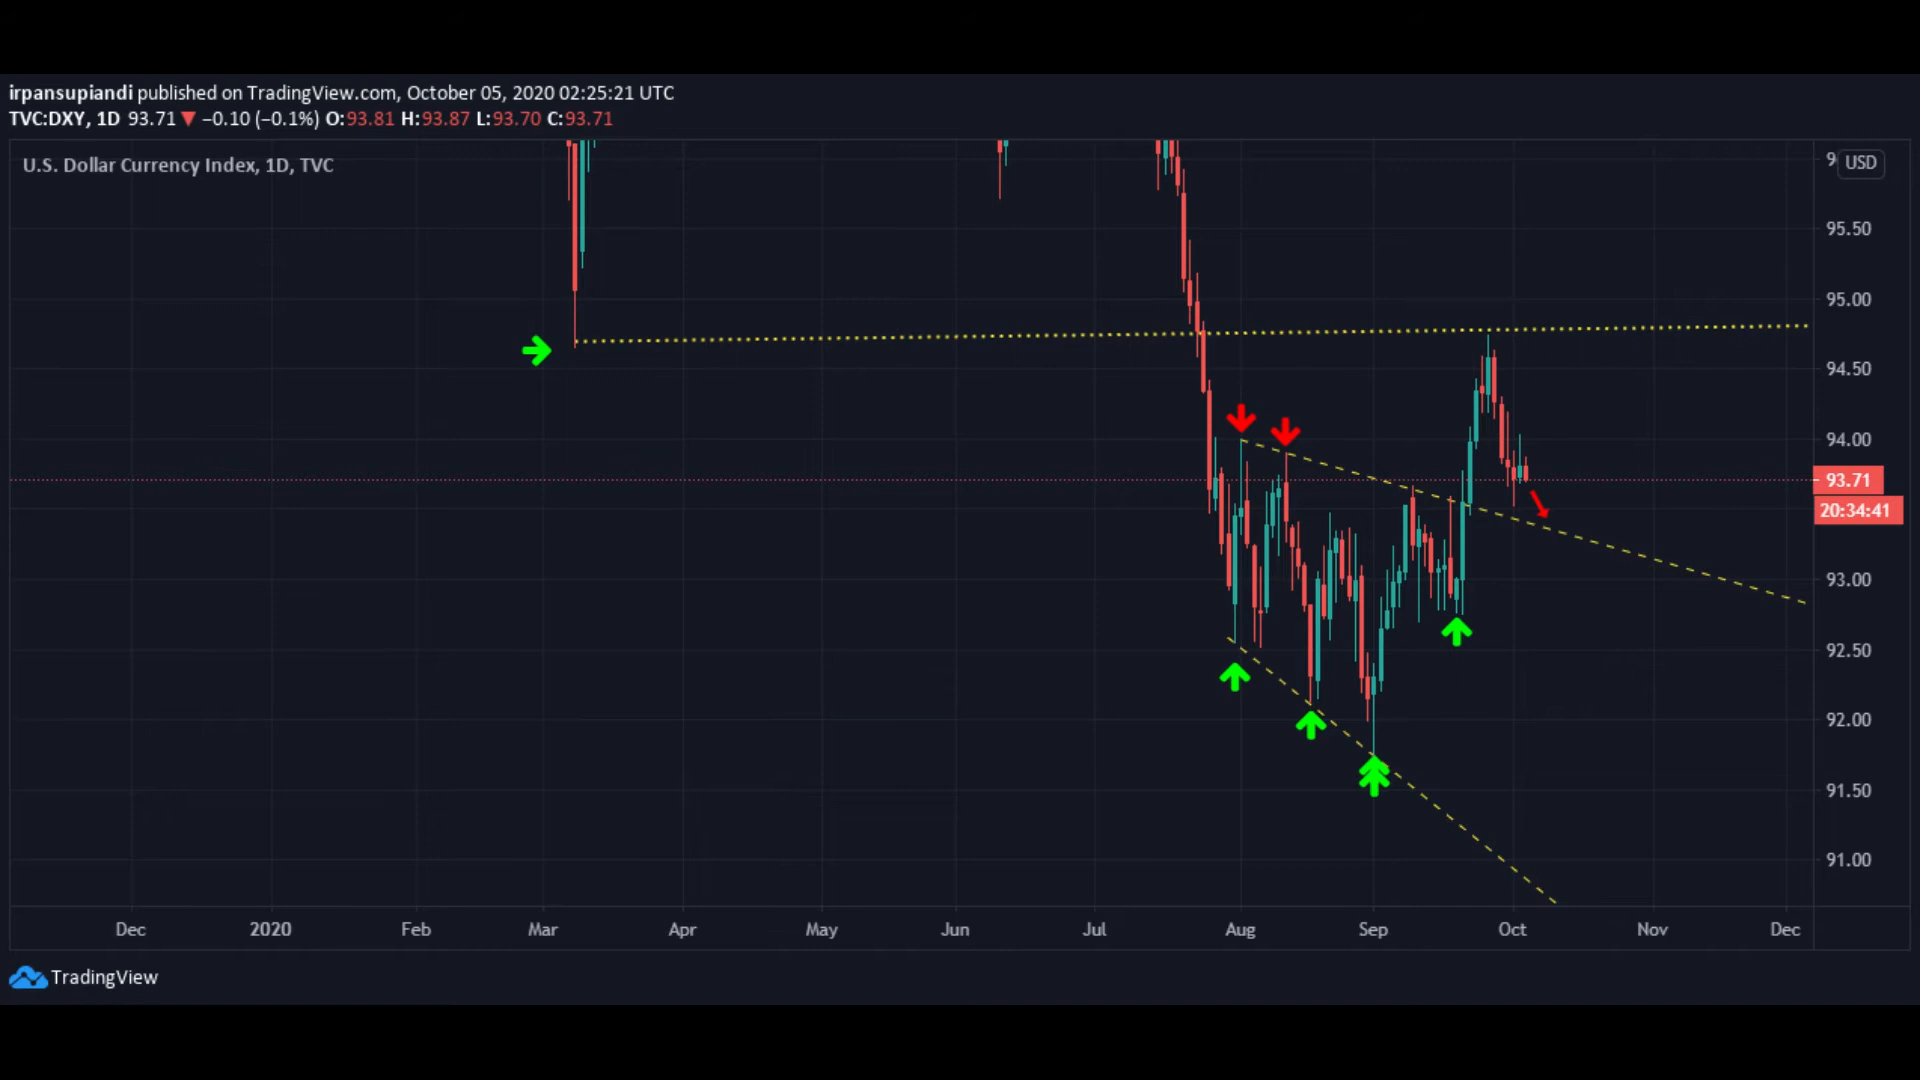 irpansupiandi published on TradingView.com, October 05, 2020 02:25:21 UTC
TVC:DXY, 1D 93.71 ▼ −0.10 (−0.1%) O:93.81 H:93.87 L:93.70 C:93.71
U.S. Dollar Currency Index, 1D, TVC
USD
95.50
95.00
94.50
94.00
93.71
20:34:41
93.00
92.50
92.00
91.50
91.00
Dec 2020 Feb Mar Apr May Jun Jul Aug Sep Oct Nov Dec
TradingView